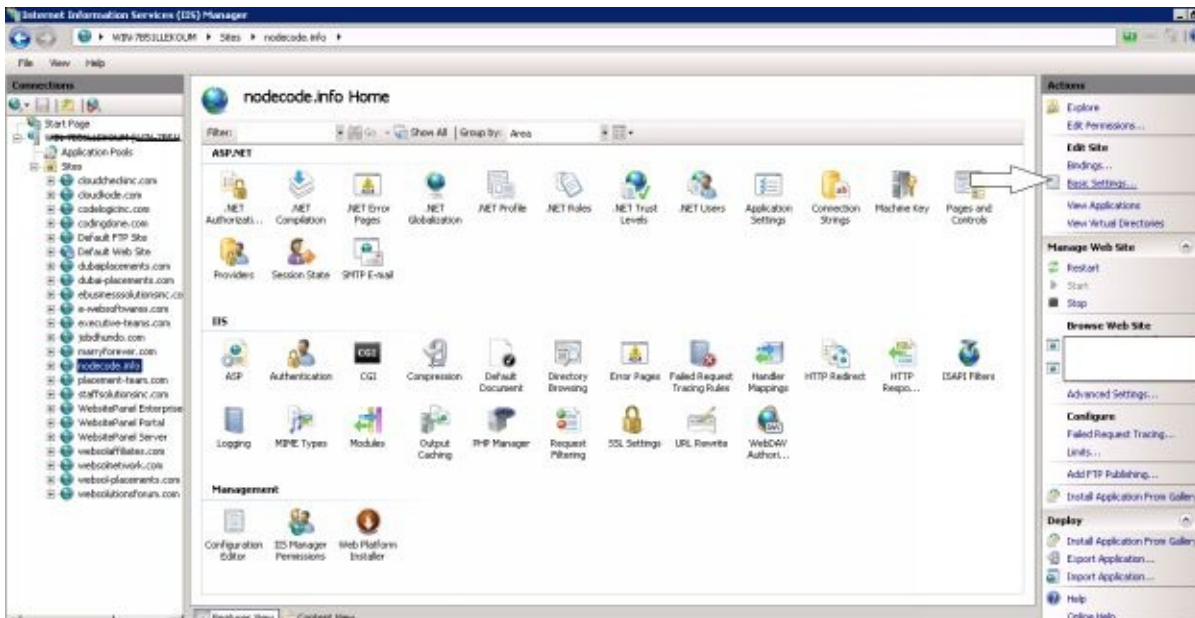 Internet Information Services (IIS) Manager
WIN-7BS1LLEKOUM Sites nodecode.info
File View Help
Connections
Start Page
Application Pools
Sites
cloudcheckinc.com
cloudkode.com
codelogicinc.com
codingdone.com
Default FTP Site
Default Web Site
dubaiplacements.com
dubai-placements.com
ebusinesssolutionsinc.co
e-websoftwares.com
executive-teams.com
jobdhundo.com
marryforever.com
nodecode.info
placement-team.com
staffsolutionsinc.com
WebsitePanel Enterprise
WebsitePanel Portal
WebsitePanel Server
websolaffiliates.com
websolnetwork.com
websol-placements.com
websolutionsforum.com
nodecode.info Home
Filter: Go Show All Group by: Area
ASP.NET
.NET Authorizati...
.NET Compilation
.NET Error Pages
.NET Globalization
.NET Profile
.NET Roles
.NET Trust Levels
.NET Users
Application Settings
Connection Strings
Machine Key
Pages and Controls
Providers
Session State
SMTP E-mail
IIS
ASP
Authentication
CGI
Compression
Default Document
Directory Browsing
Error Pages
Failed Request Tracing Rules
Handler Mappings
HTTP Redirect
HTTP Respo...
ISAPI Filters
Logging
MIME Types
Modules
Output Caching
PHP Manager
Request Filtering
SSL Settings
URL Rewrite
WebDAV Authori...
Management
Configuration Editor
IIS Manager Permissions
Web Platform Installer
Features View Content View
Actions
Explore
Edit Permissions...
Edit Site
Bindings...
Basic Settings...
View Applications
View Virtual Directories
Manage Web Site
Restart
Start
Stop
Browse Web Site
Advanced Settings...
Configure
Failed Request Tracing...
Limits...
Add FTP Publishing...
Install Application From Galler
Deploy
Install Application From Galler
Export Application...
Import Application...
Help
Online Help